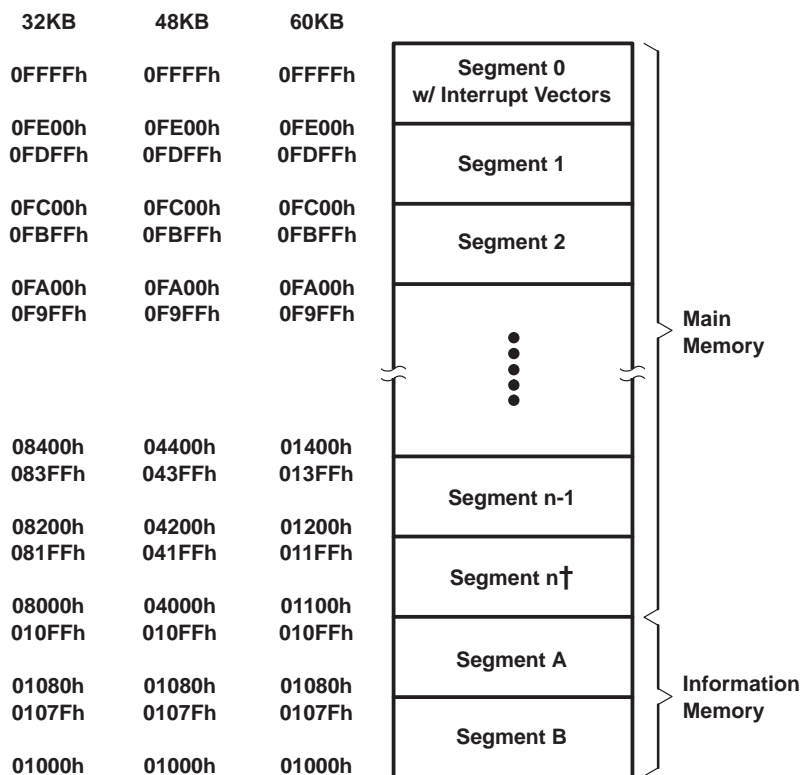 32KB 48KB 60KB
0FFFFh 0FFFFh 0FFFFh Segment 0
w/ Interrupt Vectors
0FE00h 0FE00h 0FE00h
0FDFFh 0FDFFh 0FDFFh
Segment 1
0FC00h 0FC00h 0FC00h
0FBFFh 0FBFFh 0FBFFh
Segment 2
0FA00h 0FA00h 0FA00h
0F9FFh 0F9FFh 0F9FFh
Main
Memory
08400h 04400h 01400h
083FFh 043FFh 013FFh
Segment n-1
08200h 04200h 01200h
081FFh 041FFh 011FFh
Segment n†
08000h 04000h 01100h
010FFh 010FFh 010FFh
Segment A
01080h 01080h 01080h
0107Fh 0107Fh 0107Fh
Information
Memory
Segment B
01000h 01000h 01000h